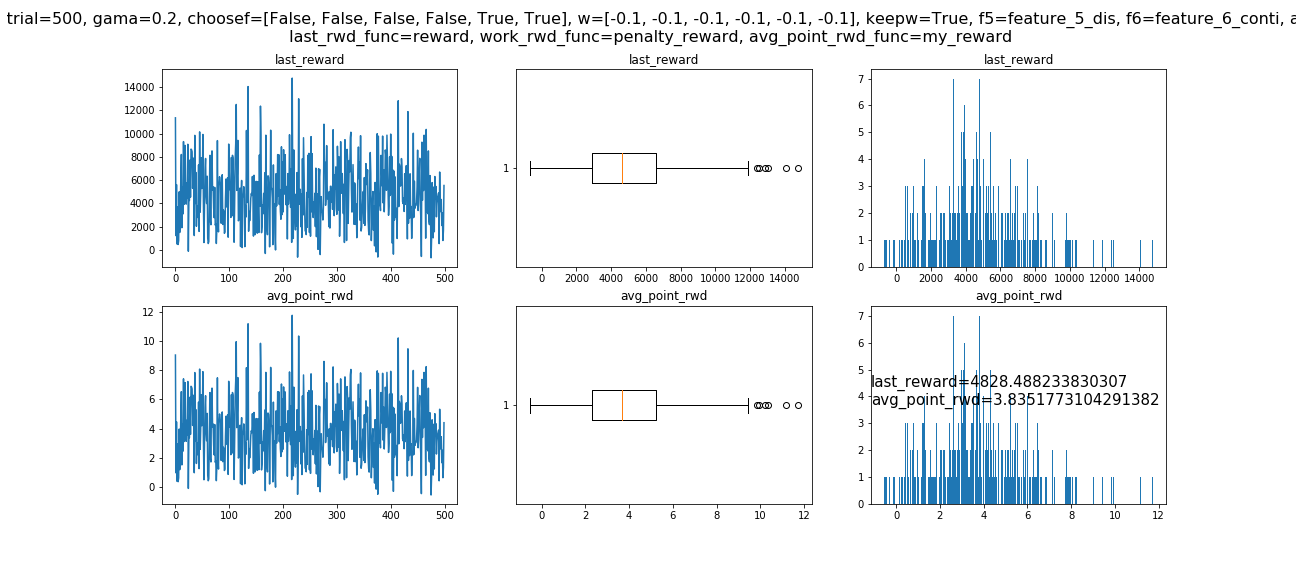 trial=500, gama=0.2, choosef=[False, False, False, False, True, True], w=[-0.1, -0.1, -0.1, -0.1, -0.1, -0.1], keepw=True, f5=feature_5_dis, f6=feature_6_conti, a
last_rwd_func=reward, work_rwd_func=penalty_reward, avg_point_rwd_func=my_reward
last_reward
14000
12000
10000
8000
6000
4000
2000
0
0 100 200 300 400 500
last_reward
1
0 2000 4000 6000 8000 10000 12000 14000
last_reward
7
6
5
4
3
2
1
0
0 2000 4000 6000 8000 10000 12000 14000
avg_point_rwd
12
10
8
6
4
2
0
0 100 200 300 400 500
avg_point_rwd
1
0 2 4 6 8 10 12
avg_point_rwd
7
6
5
4
3
2
1
0
last_reward=4828.488233830307
avg_point_rwd=3.8351773104291382
0 2 4 6 8 10 12